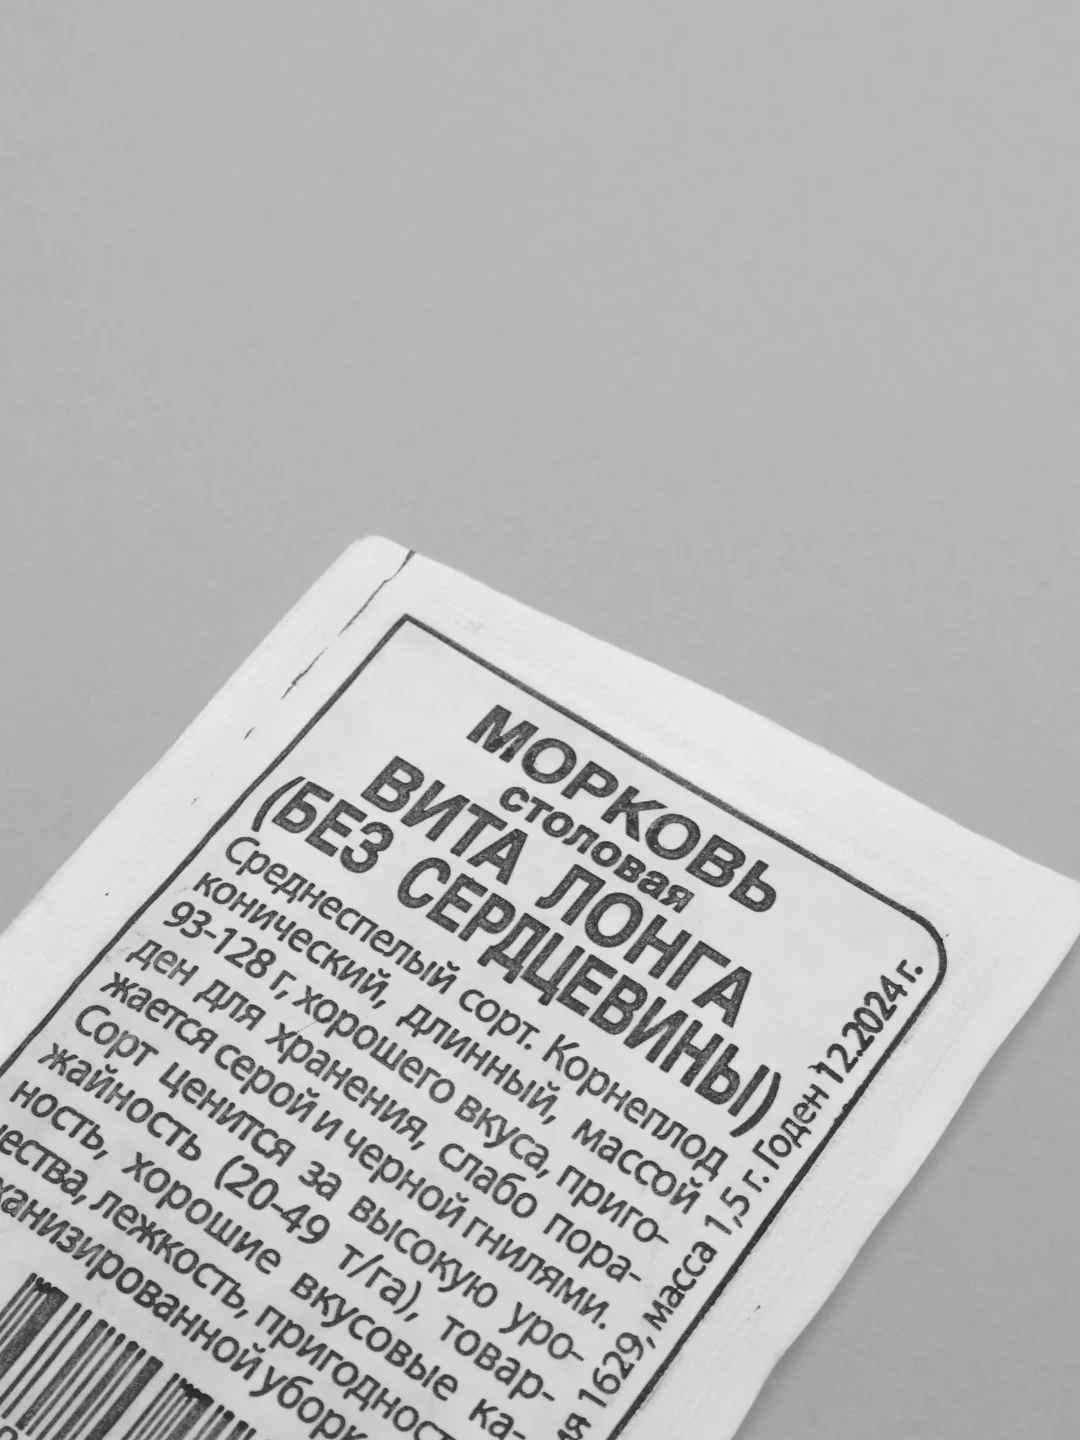 МОРКОВЬ
столовая
ВИТА ЛОНГА
(БЕЗ СЕРДЦЕВИНЫ)
Среднеспелый сорт. Корнеплод
конический, длинный, массой
93-128 г, хорошего вкуса, приго-
ден для хранения, слабо пора-
жается серой и черной гнилями.
Сорт ценится за высокую уро-
жайность (20-49 т/га), товар-
ность, хорошие вкусовые ка-
чества, лежкость, пригодност
ханизированной уборк
1629, масса 1,5 г. Годен 12.2024 г.